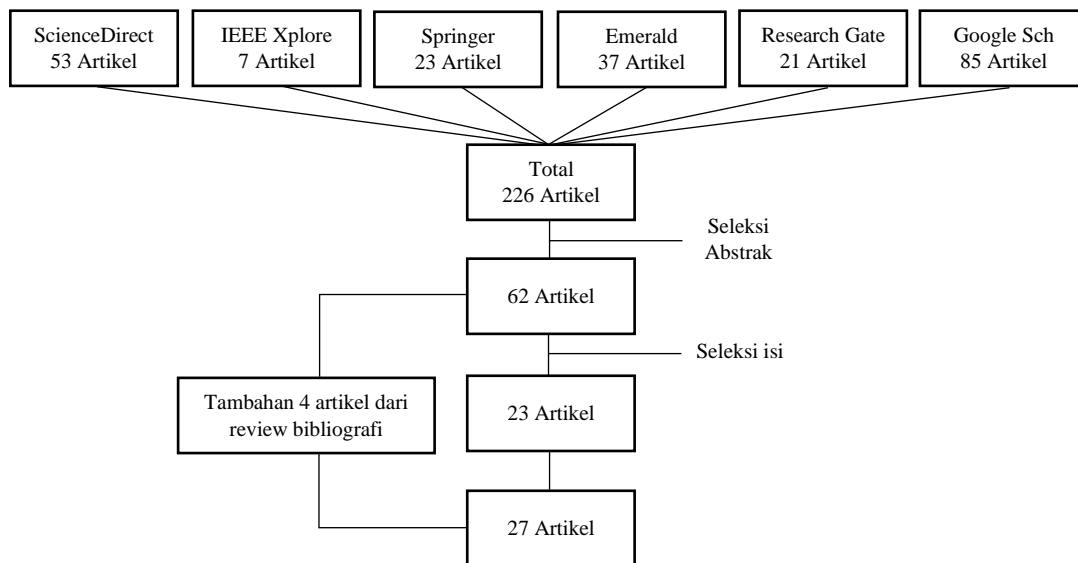 ScienceDirect
53 Artikel
IEEE Xplore
7 Artikel
Springer
23 Artikel
Emerald
37 Artikel
Research Gate
21 Artikel
Google Sch
85 Artikel
Total
226 Artikel
Seleksi
Abstrak
62 Artikel
Seleksi isi
Tambahan 4 artikel dari
review bibliografi
23 Artikel
27 Artikel